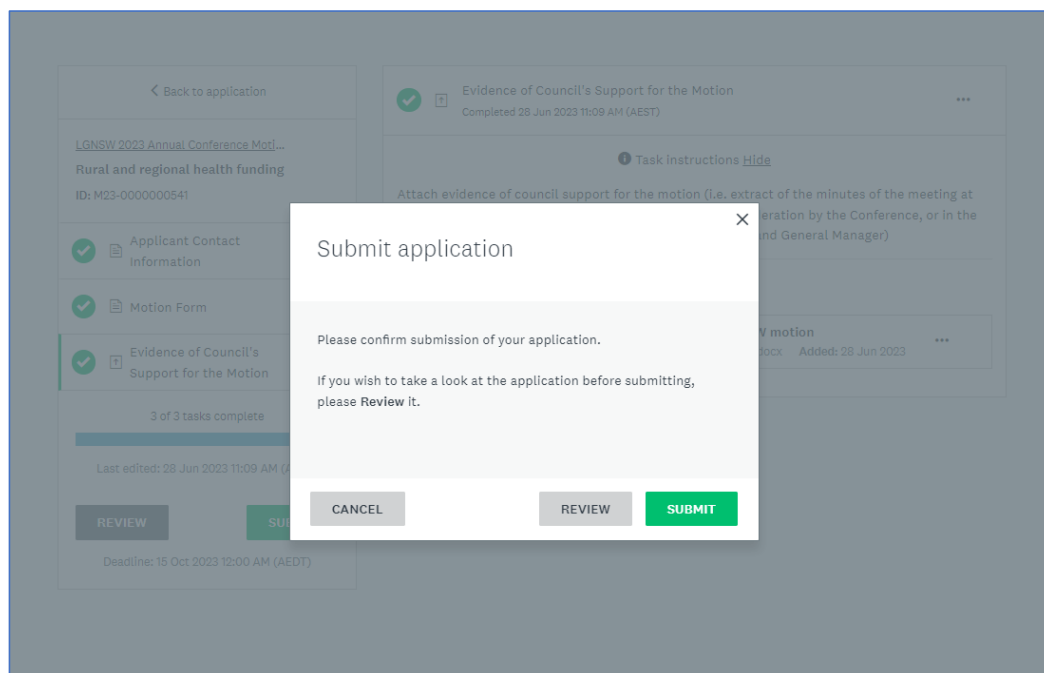 Back to application
LGNSW 2023 Annual Conference Moti...
Rural and regional health funding
ID: M23-0000000541
Applicant Contact
Information
Motion Form
Evidence of Council's
Support for the Motion
3 of 3 tasks complete
Last edited: 28 Jun 2023 11:09 AM (A
REVIEW
SU
Deadline: 15 Oct 2023 12:00 AM (AEDT)
Evidence of Council's Support for the Motion
Completed 28 Jun 2023 11:09 AM (AEST)
...
Task instructions Hide
Attach evidence of council support for the motion (i.e. extract of the minutes of the meeting at
eration by the Conference, or in the
and General Manager)
W motion
docx Added: 28 Jun 2023
...
Submit application
Please confirm submission of your application.
If you wish to take a look at the application before submitting,
please Review it.
CANCEL
REVIEW
SUBMIT